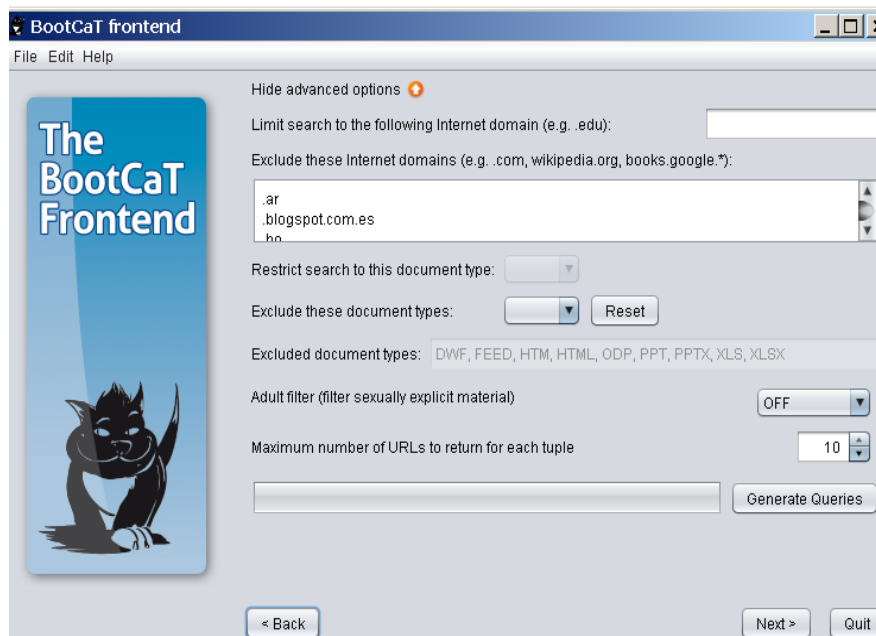 BootCaT frontend
File Edit Help
The
BootCaT
Frontend
Hide advanced options
Limit search to the following Internet domain (e.g. .edu):
Exclude these Internet domains (e.g. .com, wikipedia.org, books.google.*):
.ar
.blogspot.com.es
.bo
Restrict search to this document type:
Exclude these document types:
Reset
Excluded document types: DWF, FEED, HTM, HTML, ODP, PPT, PPTX, XLS, XLSX
Adult filter (filter sexually explicit material)
OFF
Maximum number of URLs to return for each tuple
10
Generate Queries
< Back
Next >
Quit